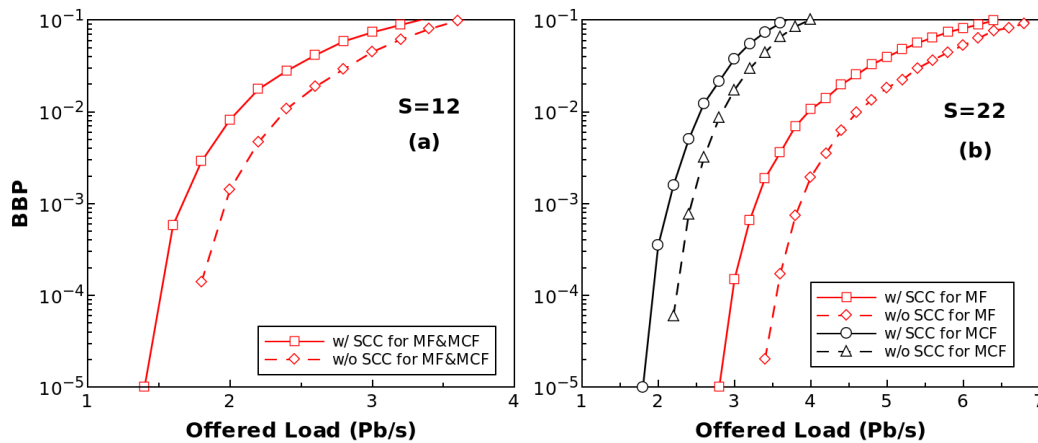 BBP
10⁻¹
10⁻²
10⁻³
10⁻⁴
10⁻⁵
1 2 3 4
Offered Load (Pb/s)
S=12
(a)
w/ SCC for MF&MCF
w/o SCC for MF&MCF
10⁻¹
10⁻²
10⁻³
10⁻⁴
10⁻⁵
1 2 3 4 5 6 7
Offered Load (Pb/s)
S=22
(b)
w/ SCC for MF
w/o SCC for MF
w/ SCC for MCF
w/o SCC for MCF